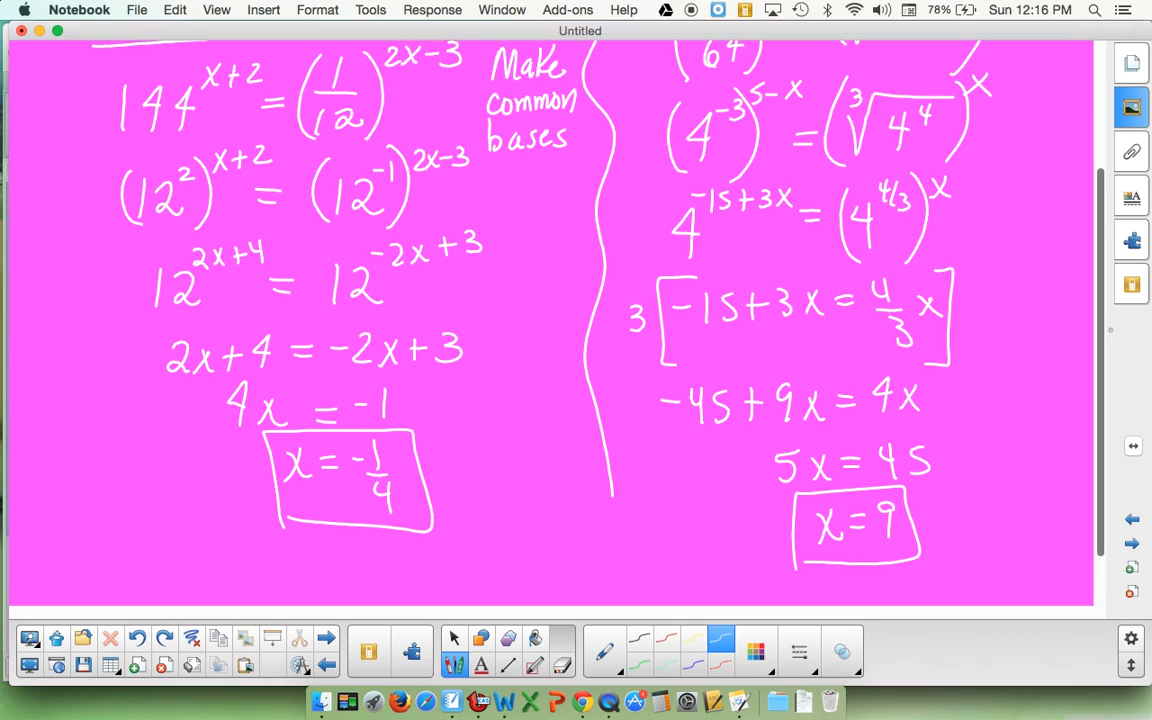 Notebook File Edit View Insert Format Tools Response Window Add-ons Help 78% Sun 12:16 PM
Untitled
144^(x+2) = (1/12)^(2x-3)
Make
common
bases
(12^2)^(x+2) = (12^-1)^(2x-3)
12^(2x+4) = 12^(-2x+3)
2x+4 = -2x+3
4x = -1
x = -1/4
64)
(4^-3)^(5-x) = (∛4^4)^x
4^(-15+3x) = (4^(4/3))^x
3[-15+3x = 4/3 x]
-45+9x = 4x
5x = 45
x = 9